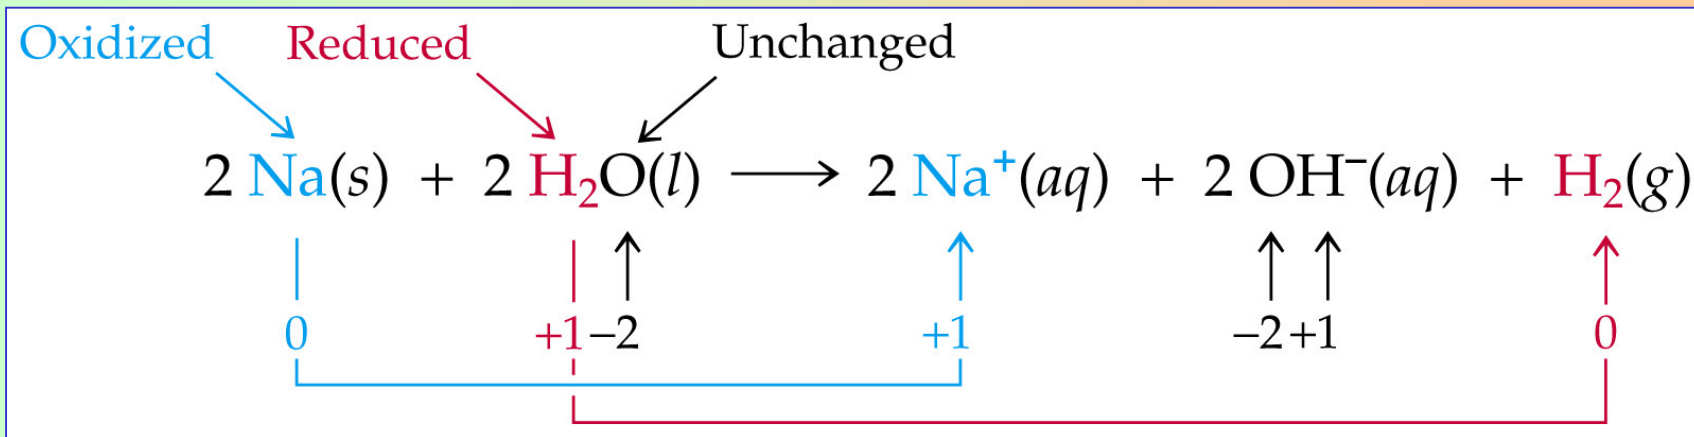 Oxidized Reduced Unchanged
2 Na(s) + 2 H₂O(l) ⟶ 2 Na⁺(aq) + 2 OH⁻(aq) + H₂(g)
0 +1 –2 +1 –2 +1 0